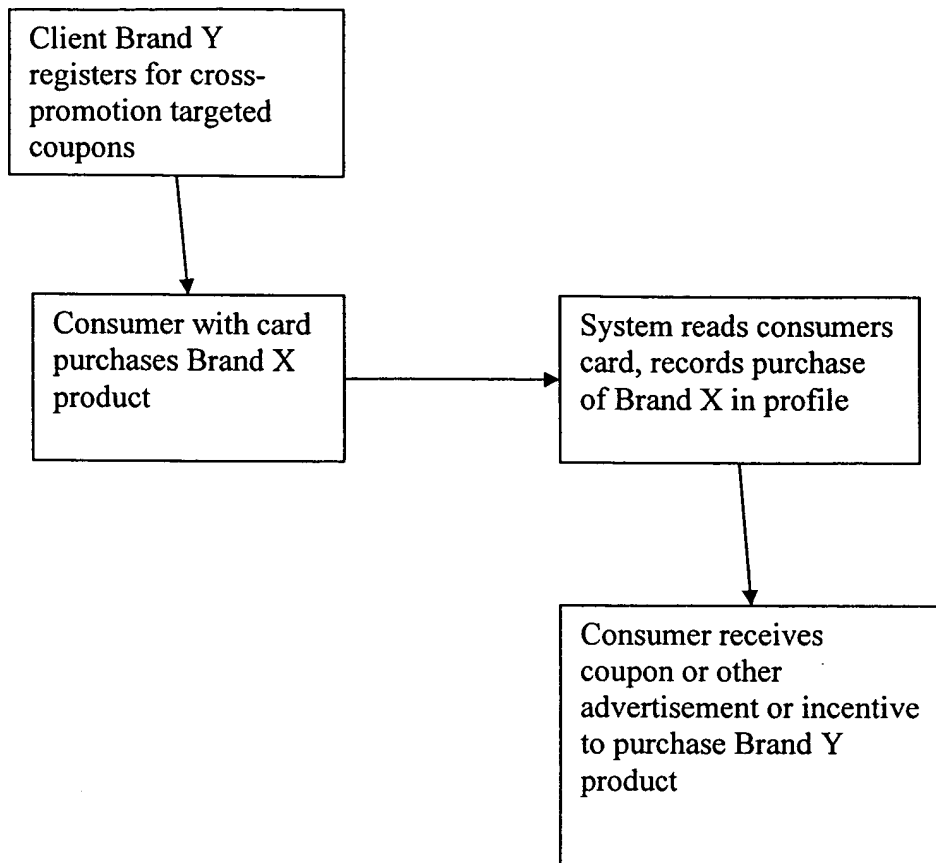 Client Brand Y
registers for cross-
promotion targeted
coupons
Consumer with card
purchases Brand X
product
System reads consumers
card, records purchase
of Brand X in profile
Consumer receives
coupon or other
advertisement or incentive
to purchase Brand Y
product